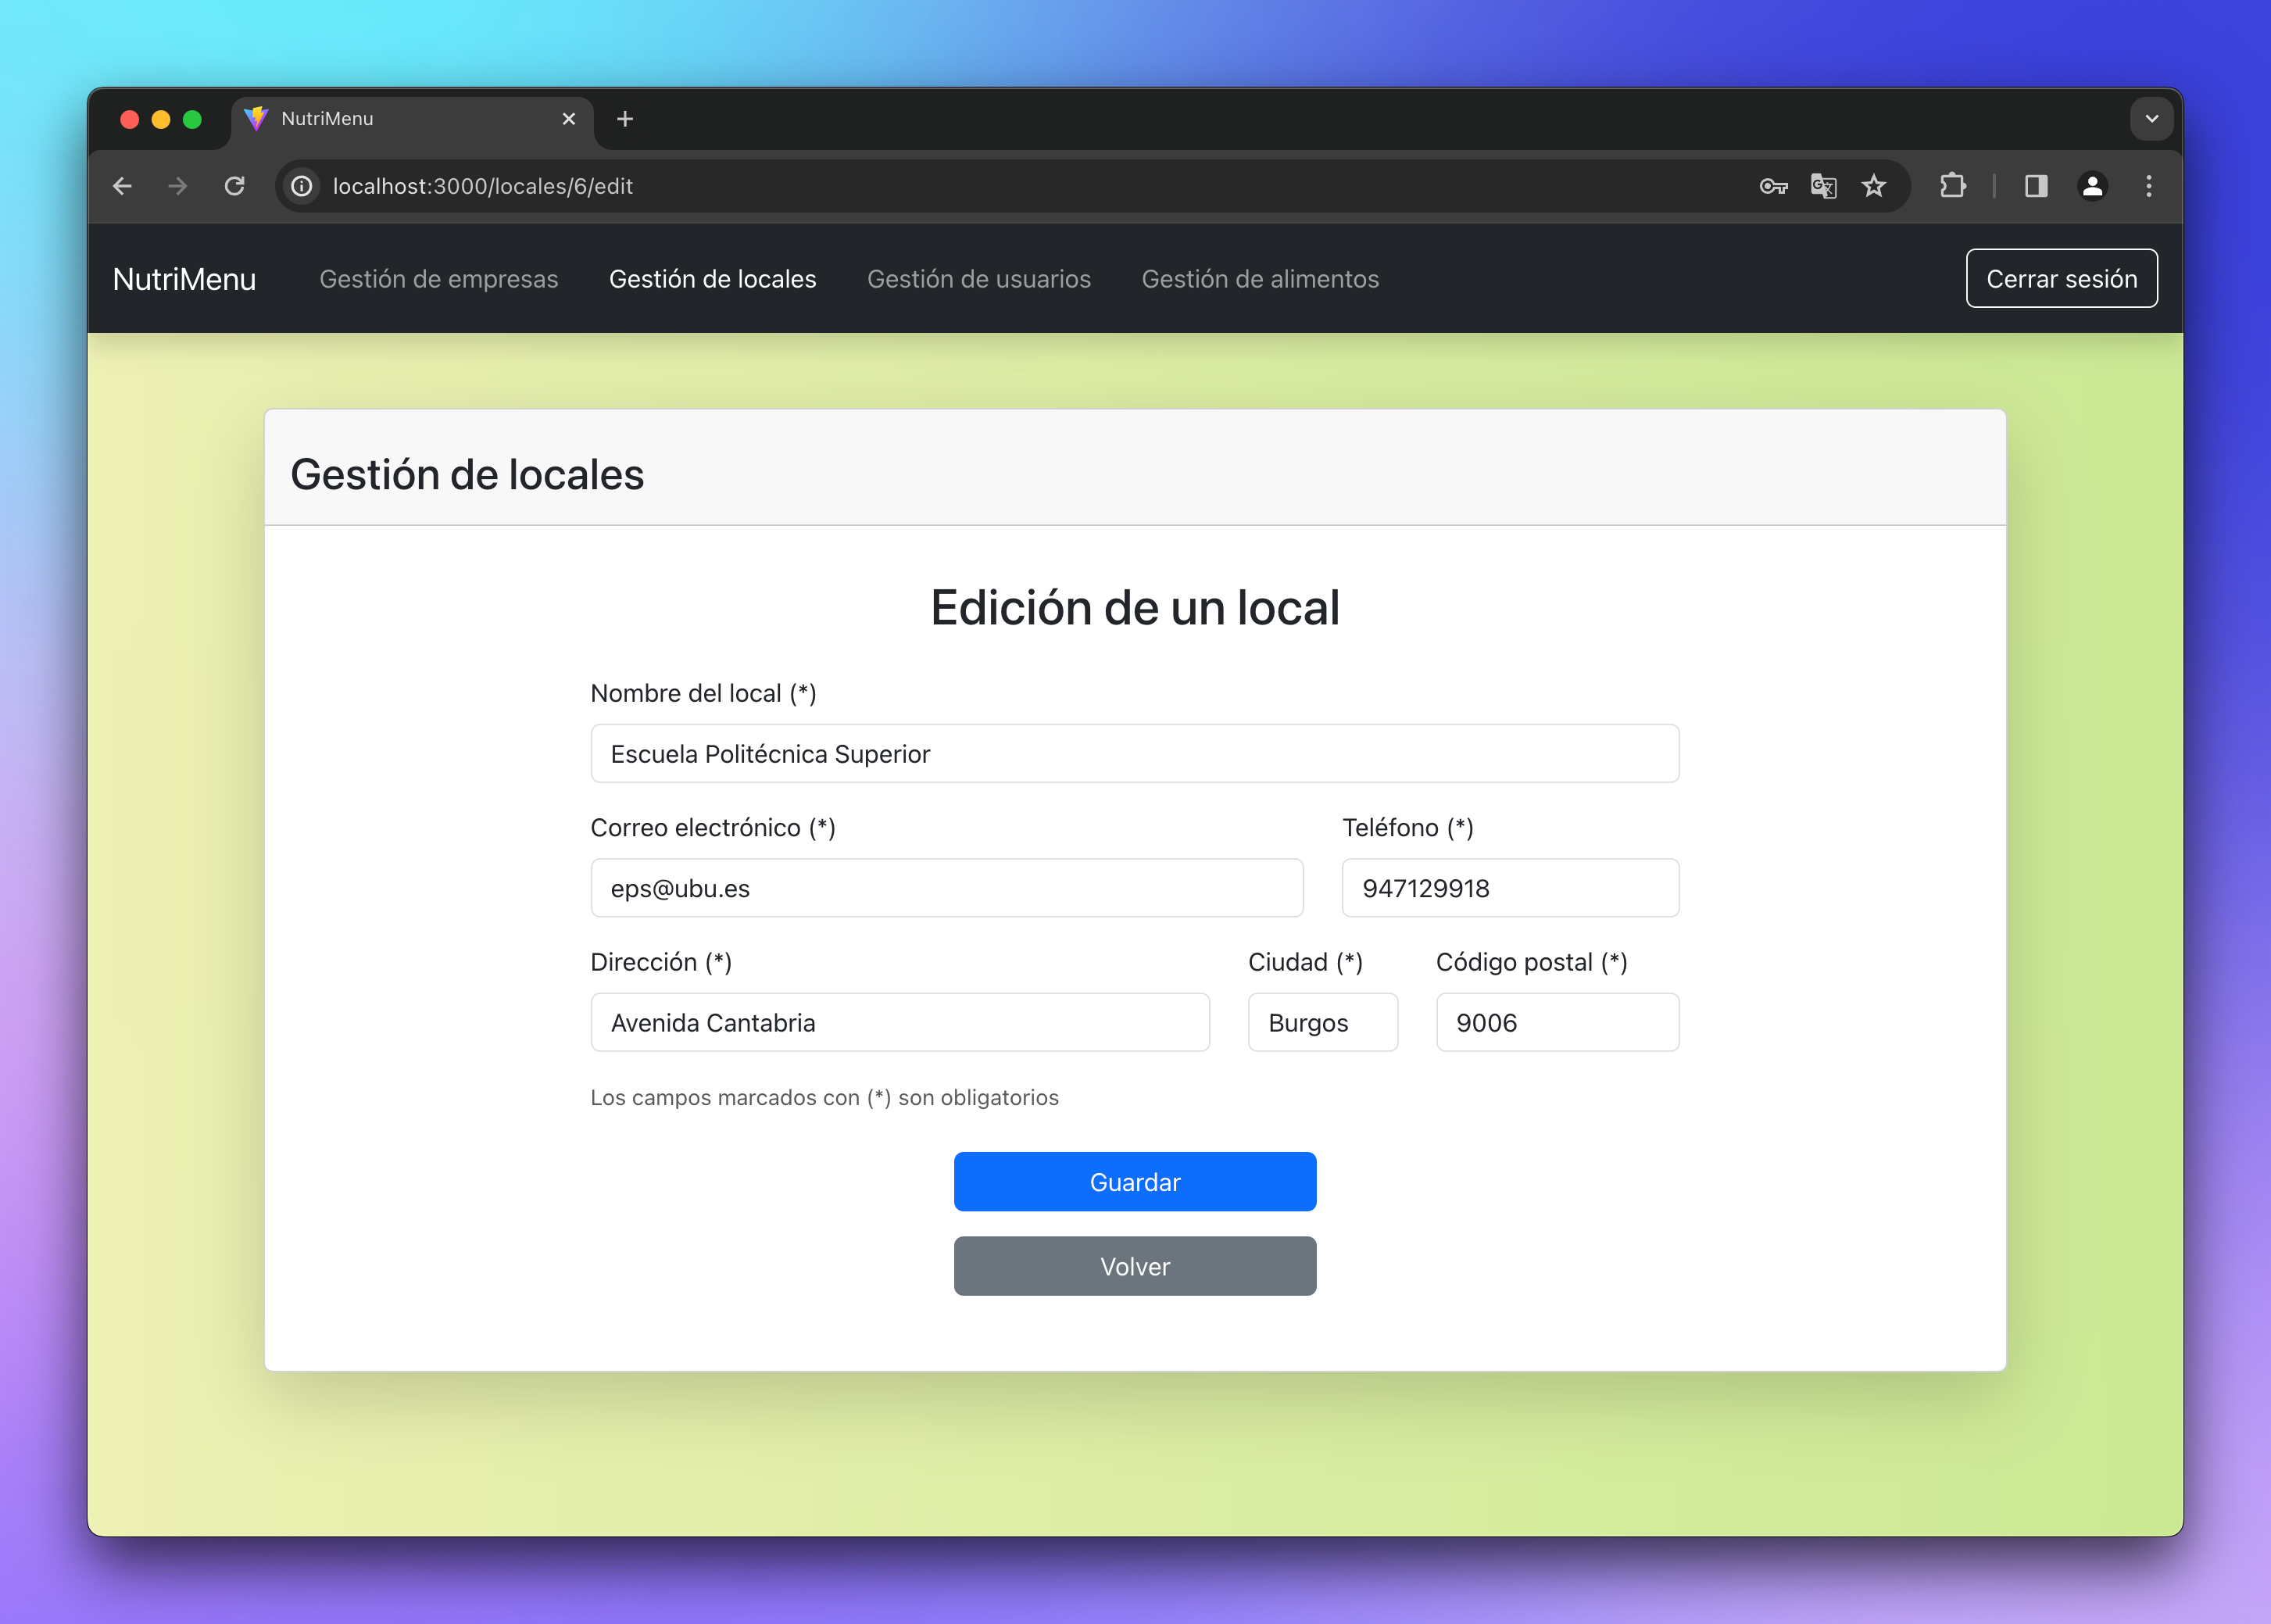 NutriMenu
localhost:3000/locales/6/edit
NutriMenu Gestión de empresas Gestión de locales Gestión de usuarios Gestión de alimentos Cerrar sesión
Gestión de locales
Edición de un local
Nombre del local (*)
Escuela Politécnica Superior
Correo electrónico (*) Teléfono (*)
eps@ubu.es 947129918
Dirección (*) Ciudad (*) Código postal (*)
Avenida Cantabria Burgos 9006
Los campos marcados con (*) son obligatorios
Guardar
Volver